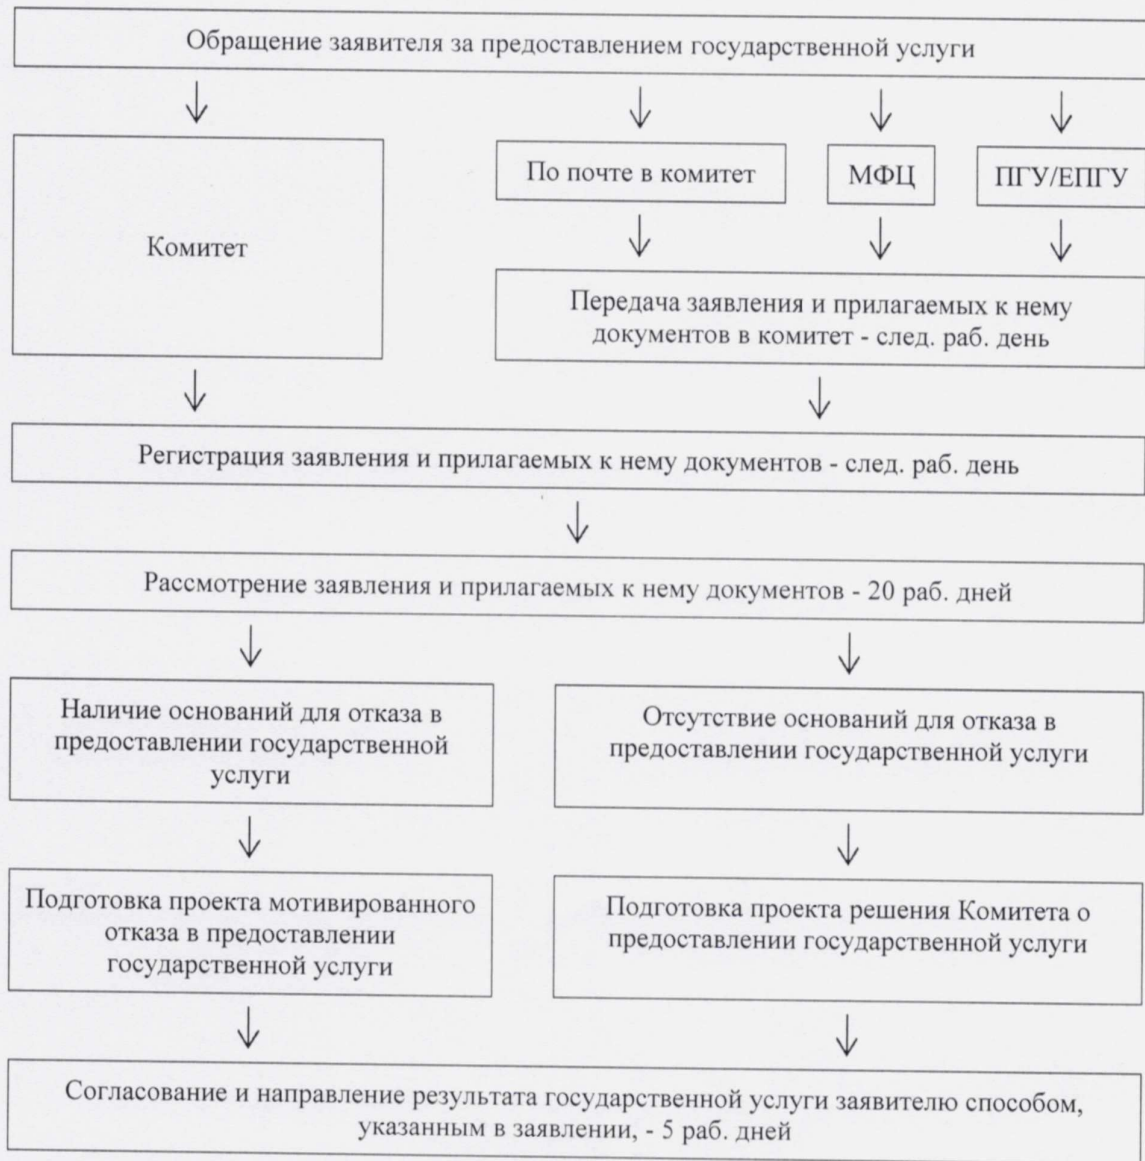 Обращение заявителя за предоставлением государственной услуги
По почте в комитет
МФЦ
ПГУ/ЕПГУ
Комитет
Передача заявления и прилагаемых к нему
документов в комитет - след. раб. день
Регистрация заявления и прилагаемых к нему документов - след. раб. день
Рассмотрение заявления и прилагаемых к нему документов - 20 раб. дней
Наличие оснований для отказа в
предоставлении государственной
услуги
Отсутствие оснований для отказа в
предоставлении государственной услуги
Подготовка проекта мотивированного
отказа в предоставлении
государственной услуги
Подготовка проекта решения Комитета о
предоставлении государственной услуги
Согласование и направление результата государственной услуги заявителю способом,
указанным в заявлении, - 5 раб. дней